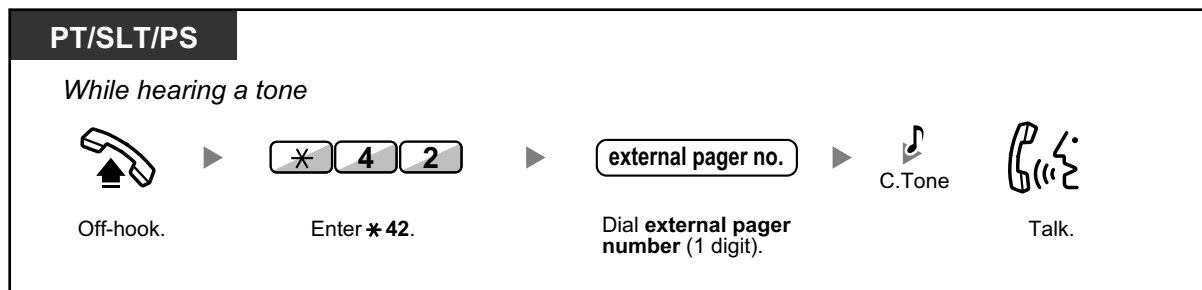 PT/SLT/PS
While hearing a tone
* 4 2
external pager no.
C.Tone
Off-hook.
Enter * 42.
Dial external pager
number (1 digit).
Talk.